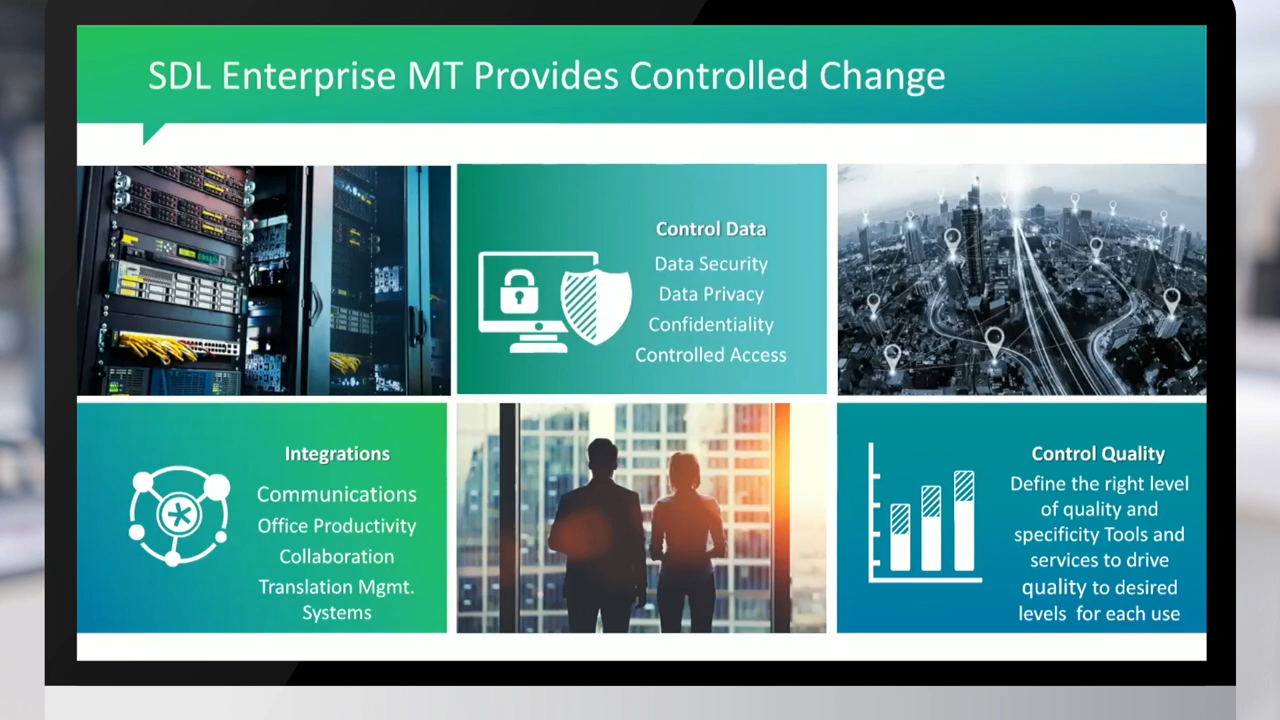 SDL Enterprise MT Provides Controlled Change
Control Data
Data Security
Data Privacy
Confidentiality
Controlled Access
Integrations
Communications
Office Productivity
Collaboration
Translation Mgmt.
Systems
Control Quality
Define the right level
of quality and
specificity Tools and
services to drive
quality to desired
levels for each use